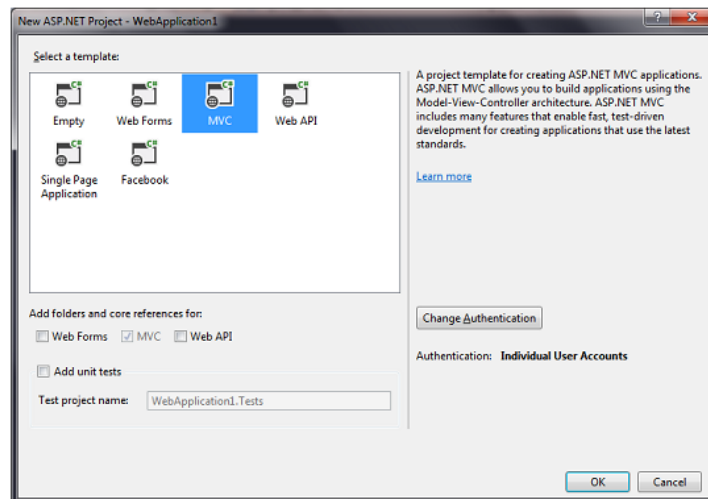 New ASP.NET Project - WebApplication1
Select a template:
C# C# C# C#
Empty Web Forms MVC Web API
C# C#
Single Page Application Facebook
A project template for creating ASP.NET MVC applications.
ASP.NET MVC allows you to build applications using the
Model-View-Controller architecture. ASP.NET MVC
includes many features that enable fast, test-driven
development for creating applications that use the latest
standards.
Learn more
Add folders and core references for:
Web Forms MVC Web API
Add unit tests
Test project name: WebApplication1.Tests
Change Authentication
Authentication: Individual User Accounts
OK Cancel